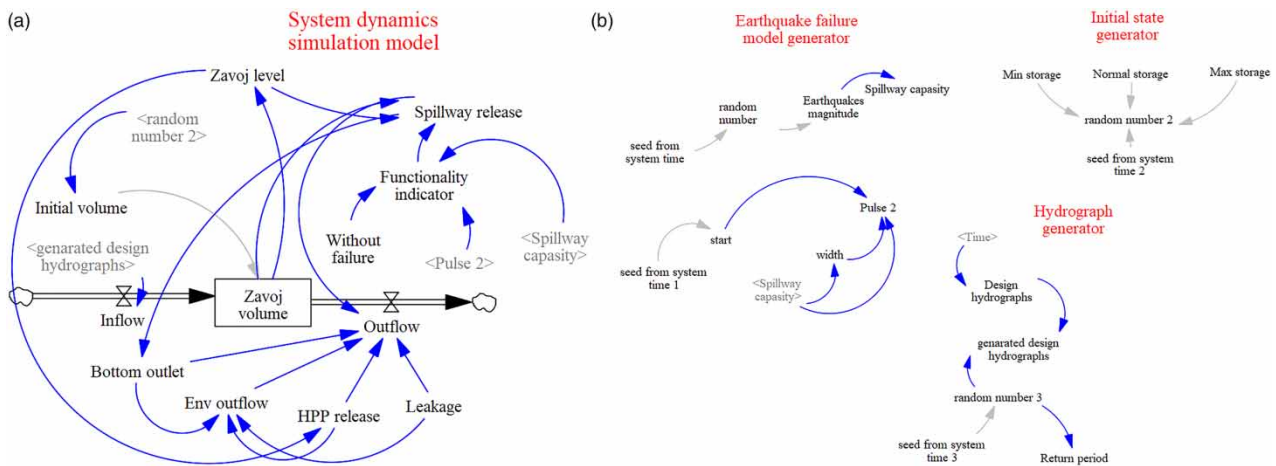 (a)
System dynamics
simulation model
Zavoj level
<random
number 2>
Spillway release
Functionality
indicator
Initial volume
<genarated design
hydrographs>
Without
failure
<Pulse 2>
<Spillway
capasity>
Zavoj
volume
Inflow
Outflow
Bottom outlet
Env outflow
HPP release
Leakage
(b)
Earthquake failure
model generator
Spillway capasity
Earthquakes
magnitude
random
number
seed from
system time
Pulse 2
start
width
seed from system
time 1
<Spillway
capasity>
Initial state
generator
Min storage
Normal storage
Max storage
random number 2
seed from system
time 2
Hydrograph
generator
<Time>
Design
hydrographs
genarated design
hydrographs
random number 3
seed from system
time 3
Return period